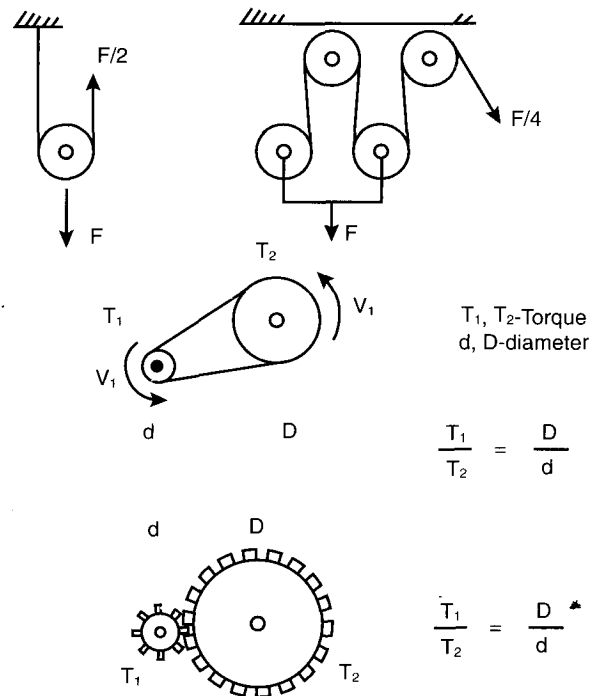 F/2
F/4
F
F
T₂
T₁
V₁
V₁
T₁, T₂-Torque
d, D-diameter
d
D
T₁/T₂ = D/d
d
D
T₁
T₂
T₁/T₂ = D/d